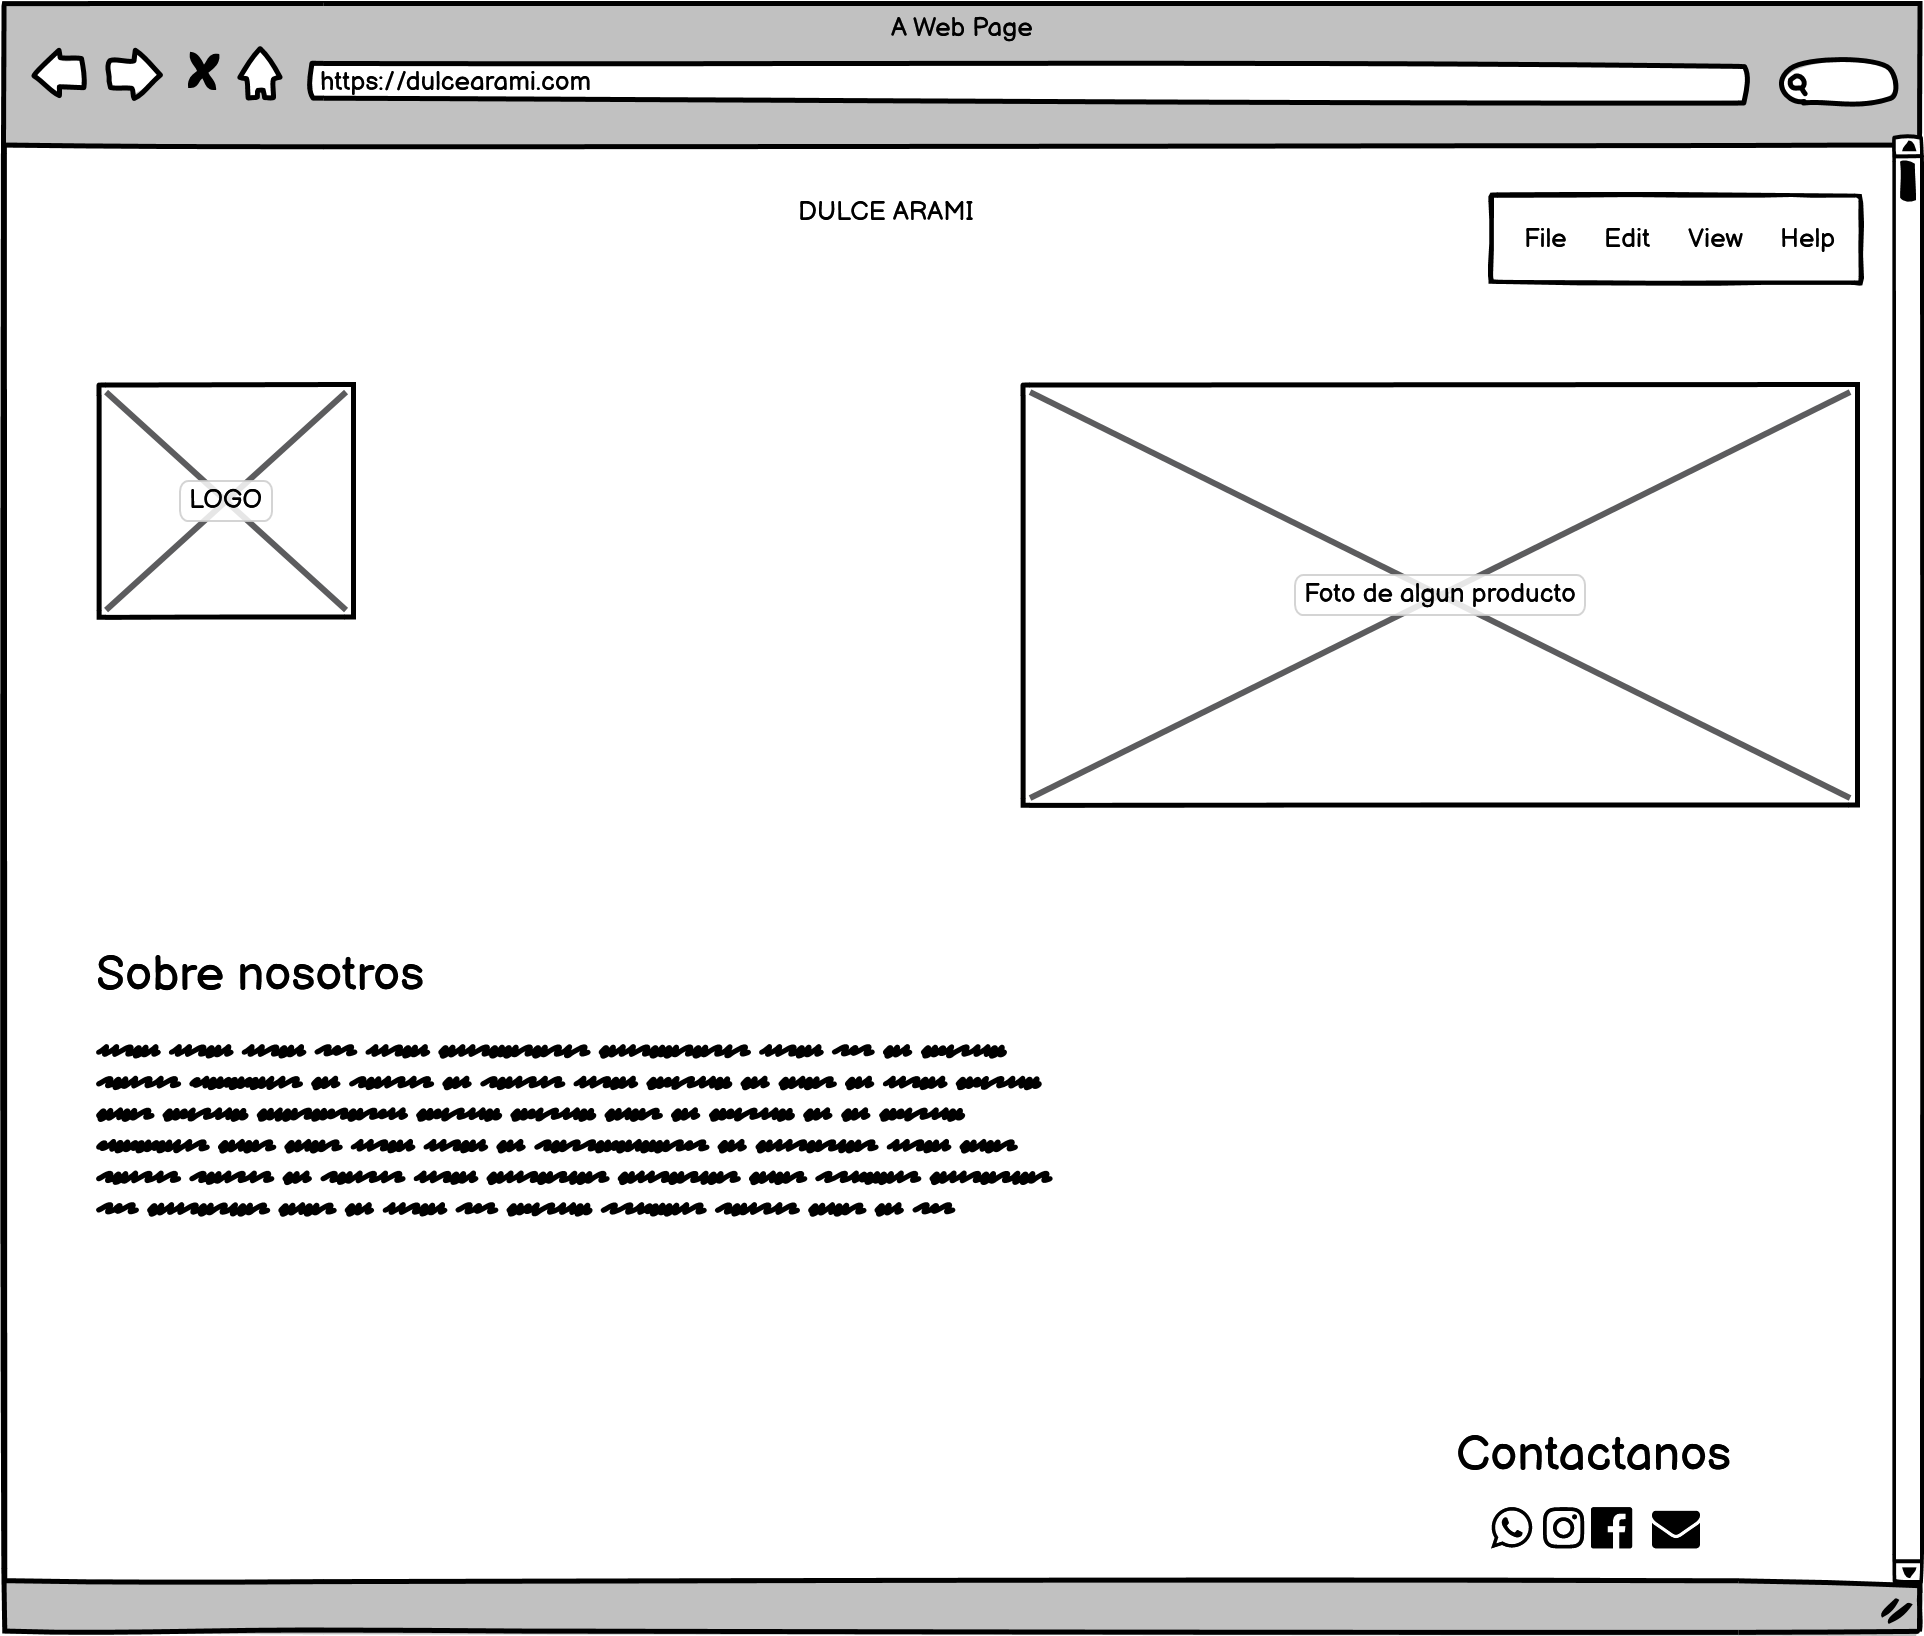 A Web Page
https://dulcearami.com
DULCE ARAMI
File Edit View Help
LOGO
Foto de algun producto
Sobre nosotros
Contactanos